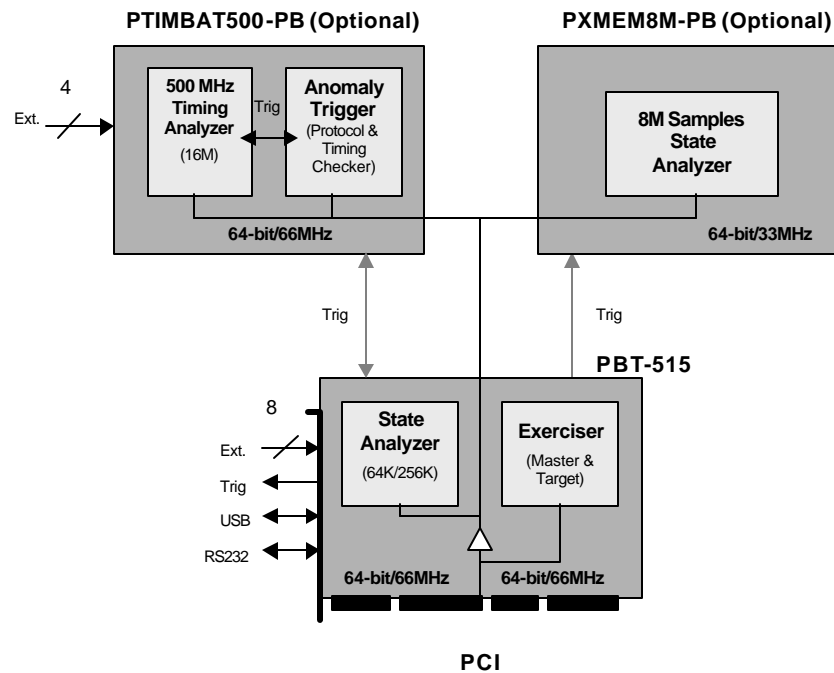 PTIMBAT500-PB (Optional)
PXMEM8M-PB (Optional)
4
Ext.
500 MHz
Timing
Analyzer
(16M)
Trig
Anomaly
Trigger
(Protocol &
Timing
Checker)
8M Samples
State
Analyzer
64-bit/66MHz
64-bit/33MHz
Trig
Trig
PBT-515
8
Ext.
Trig
USB
RS232
State
Analyzer
(64K/256K)
Exerciser
(Master &
Target)
64-bit/66MHz
64-bit/66MHz
PCI